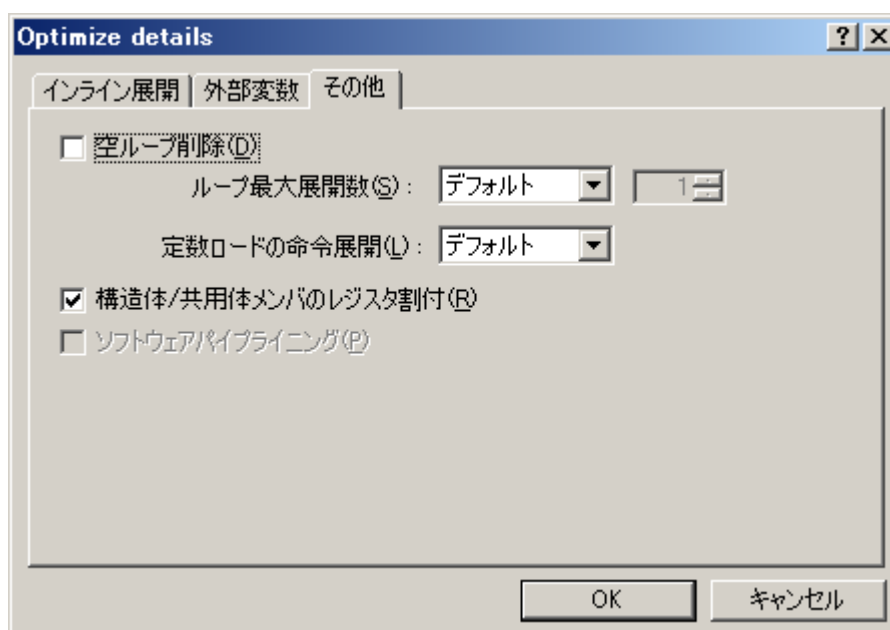 Optimize details
インライン展開 外部変数 その他
空ループ削除(D)
ループ最大展開数(S) : デフォルト 1
定数ロードの命令展開(L) : デフォルト
構造体/共用体メンバのレジスタ割付(R)
ソフトウェアパイプライニング(P)
OK キャンセル